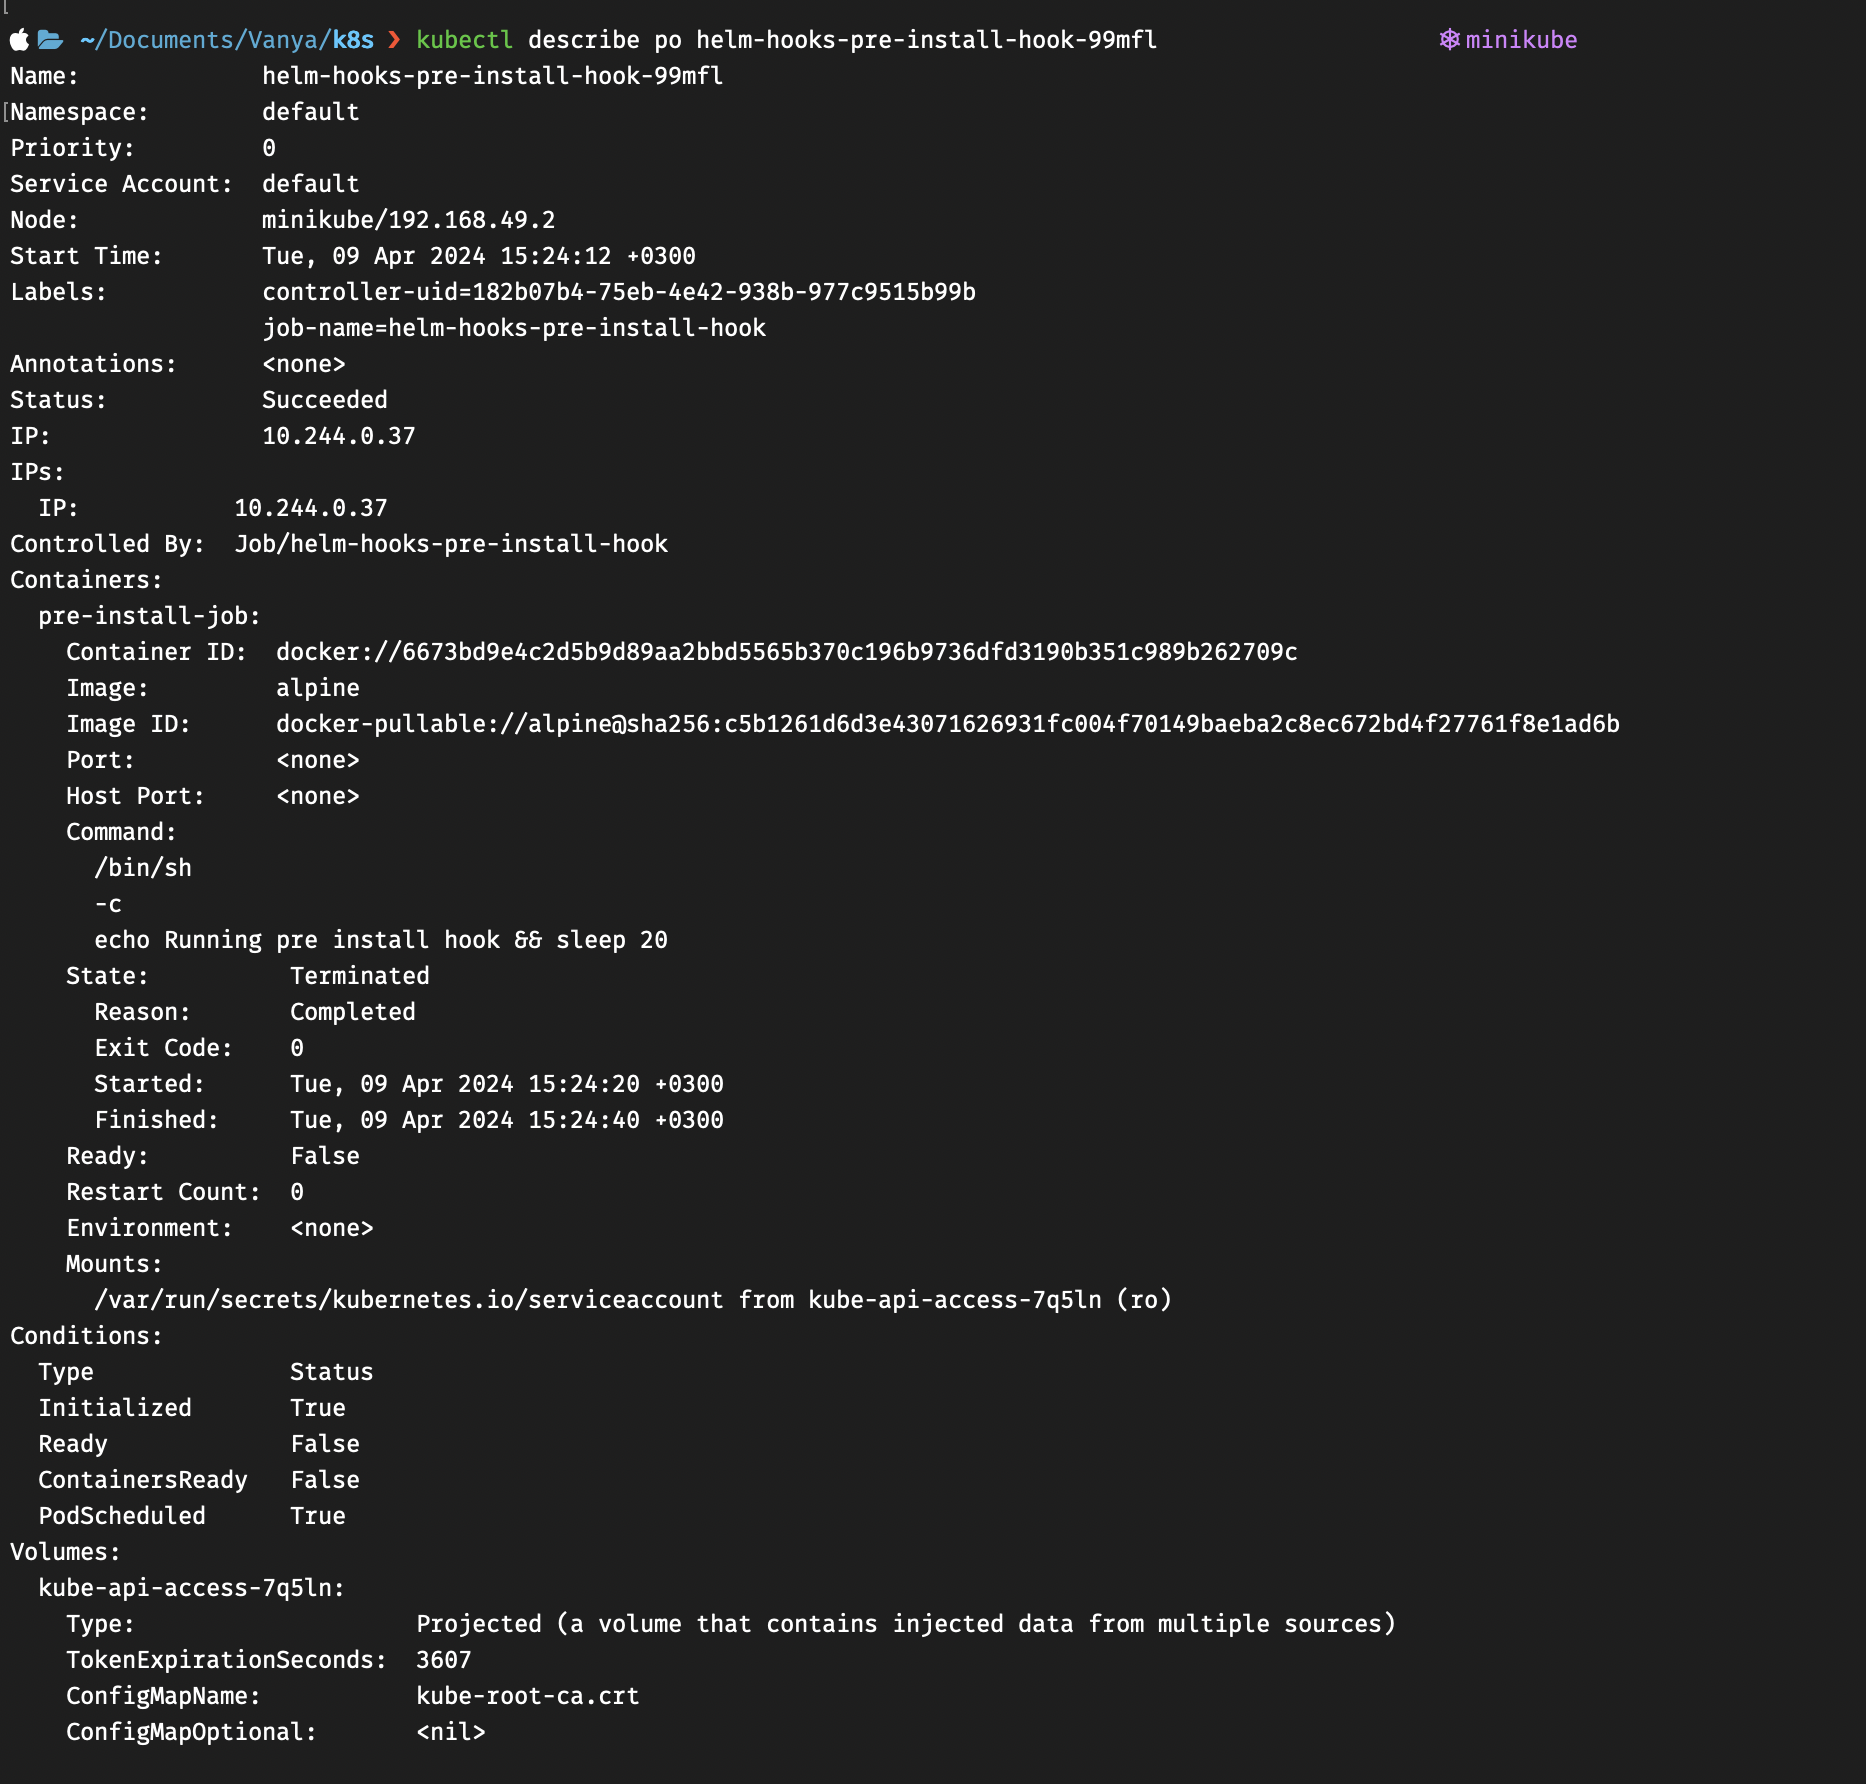 ~/Documents/Vanya/k8s ❯ kubectl describe po helm-hooks-pre-install-hook-99mfl ⎈ minikube
Name:             helm-hooks-pre-install-hook-99mfl
Namespace:        default
Priority:         0
Service Account:  default
Node:             minikube/192.168.49.2
Start Time:       Tue, 09 Apr 2024 15:24:12 +0300
Labels:           controller-uid=182b07b4-75eb-4e42-938b-977c9515b99b
                  job-name=helm-hooks-pre-install-hook
Annotations:      <none>
Status:           Succeeded
IP:               10.244.0.37
IPs:
  IP:           10.244.0.37
Controlled By:  Job/helm-hooks-pre-install-hook
Containers:
  pre-install-job:
    Container ID:  docker://6673bd9e4c2d5b9d89aa2bbd5565b370c196b9736dfd3190b351c989b262709c
    Image:         alpine
    Image ID:      docker-pullable://alpine@sha256:c5b1261d6d3e43071626931fc004f70149baeba2c8ec672bd4f27761f8e1ad6b
    Port:          <none>
    Host Port:     <none>
    Command:
      /bin/sh
      -c
      echo Running pre install hook && sleep 20
    State:          Terminated
      Reason:       Completed
      Exit Code:    0
      Started:      Tue, 09 Apr 2024 15:24:20 +0300
      Finished:     Tue, 09 Apr 2024 15:24:40 +0300
    Ready:          False
    Restart Count:  0
    Environment:    <none>
    Mounts:
      /var/run/secrets/kubernetes.io/serviceaccount from kube-api-access-7q5ln (ro)
Conditions:
  Type              Status
  Initialized       True
  Ready             False
  ContainersReady   False
  PodScheduled      True
Volumes:
  kube-api-access-7q5ln:
    Type:                    Projected (a volume that contains injected data from multiple sources)
    TokenExpirationSeconds:  3607
    ConfigMapName:           kube-root-ca.crt
    ConfigMapOptional:       <nil>